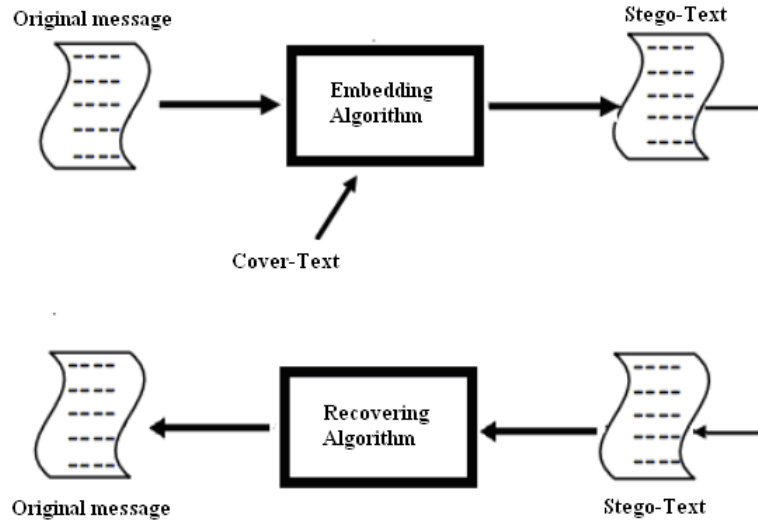 Original message
Stego-Text
Embedding
Algorithm
Cover-Text
Recovering
Algorithm
Original message
Stego-Text